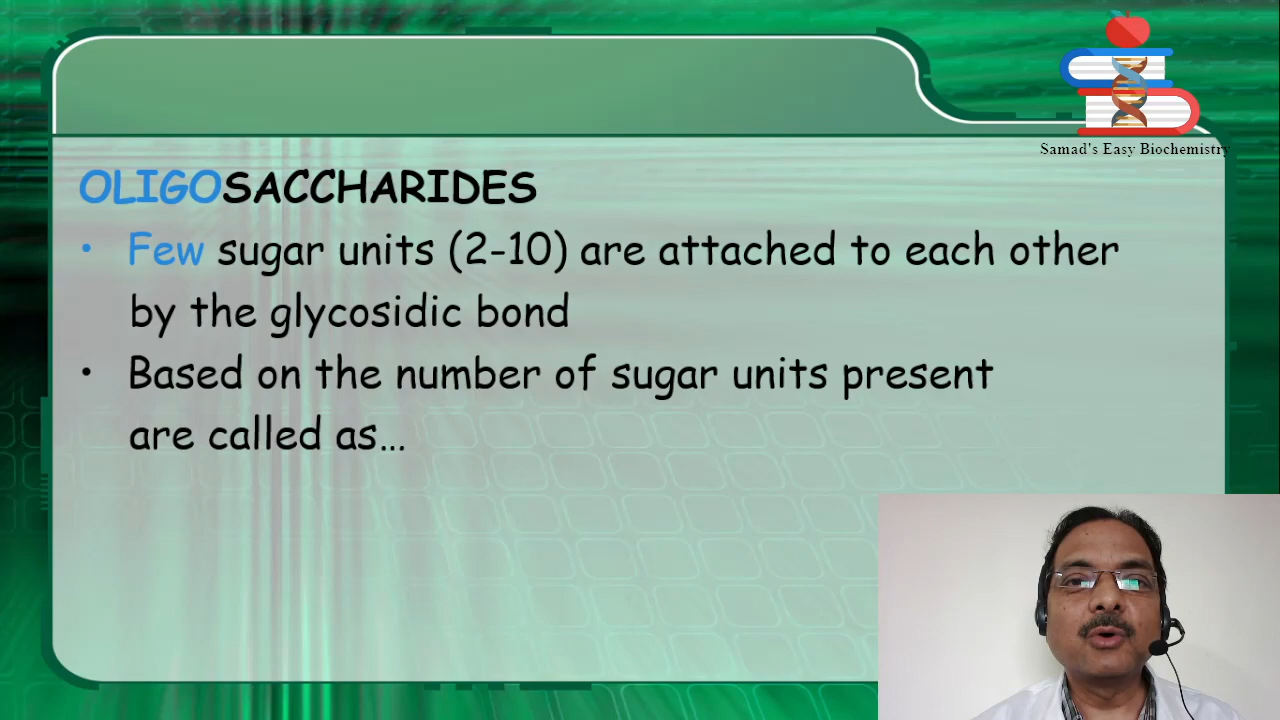 Samad's Easy Biochemistry
OLIGOSACCHARIDES
• Few sugar units (2-10) are attached to each other
by the glycosidic bond
• Based on the number of sugar units present
are called as...